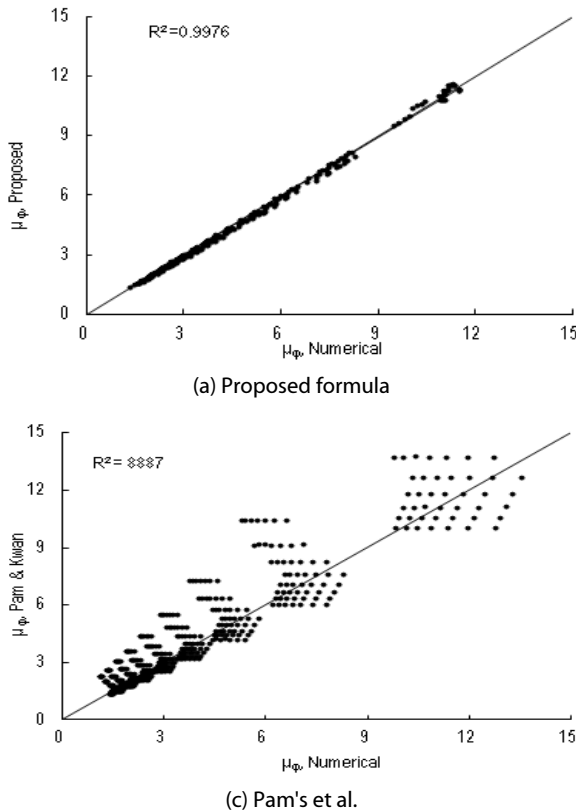 15
R²=0.9976
12
9
6
3
0
μφ, Proposed
0 3 6 9 12 15
μφ, Numerical
(a) Proposed formula
15
R²=
12
9
6
3
0
μφ, Pam & Kwan
0 3 6 9 12 15
μφ, Numerical
(c) Pam's et al.